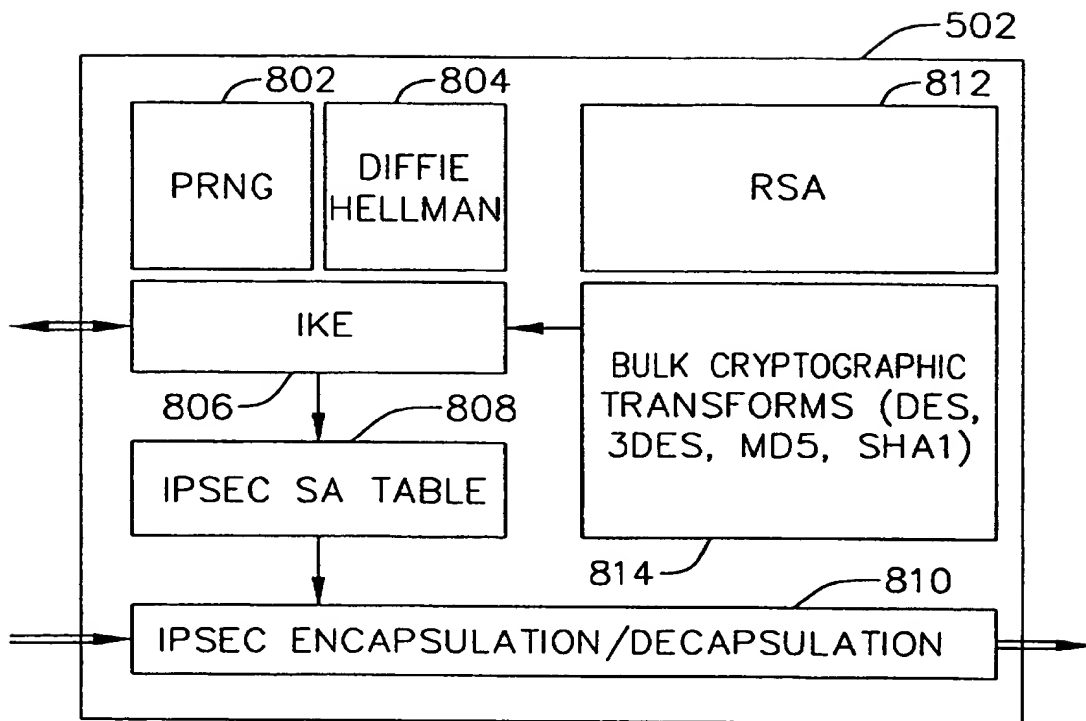 502
802
804
812
PRNG
DIFFIE
HELLMAN
RSA
IKE
BULK CRYPTOGRAPHIC
TRANSFORMS (DES,
3DES, MD5, SHA1)
806
808
IPSEC SA TABLE
814
810
IPSEC ENCAPSULATION/DECAPSULATION